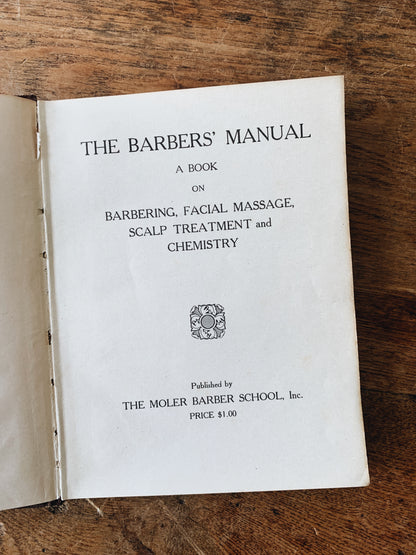 THE BARBERS' MANUAL
A BOOK
ON
BARBERING, FACIAL MASSAGE,
SCALP TREATMENT and
CHEMISTRY
Published by
THE MOLER BARBER SCHOOL, Inc.
PRICE $1.00